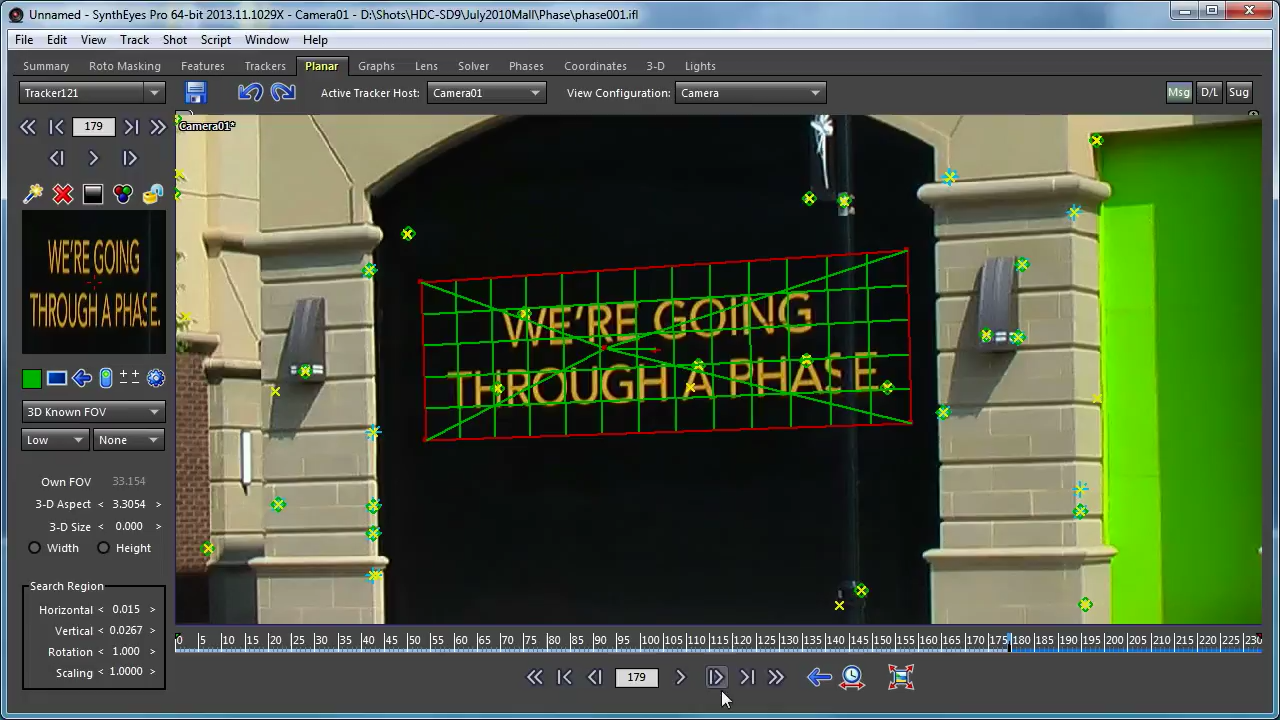 Unnamed - SynthEyes Pro 64-bit 2013.11.1029X - Camera01 - D:\Shots\HDC-SD9\July2010Mall\Phase\phase001.ifl
File Edit View Track Shot Script Window Help
Summary Roto Masking Features Trackers Planar Graphs Lens Solver Phases Coordinates 3-D Lights
Tracker121 Active Tracker Host: Camera01 View Configuration: Camera Msg D/L Sug
179
Camera01*
WE'RE GOING
THROUGH A PHASE.
WE'RE GOING
THROUGH A PHASE.
3D Known FOV
Low None
Own FOV 33.154
3-D Aspect < 3.3054 >
3-D Size < 0.000 >
Width Height
Search Region
Horizontal < 0.015 >
Vertical < 0.0267 >
Rotation < 1.000 >
Scaling < 1.0000 >
0 5 10 15 20 25 30 35 40 45 50 55 60 65 70 75 80 85 90 95 100 105 110 115 120 125 130 135 140 145 150 155 160 165 170 175 180 185 190 195 200 205 210 215 220 225 230
179